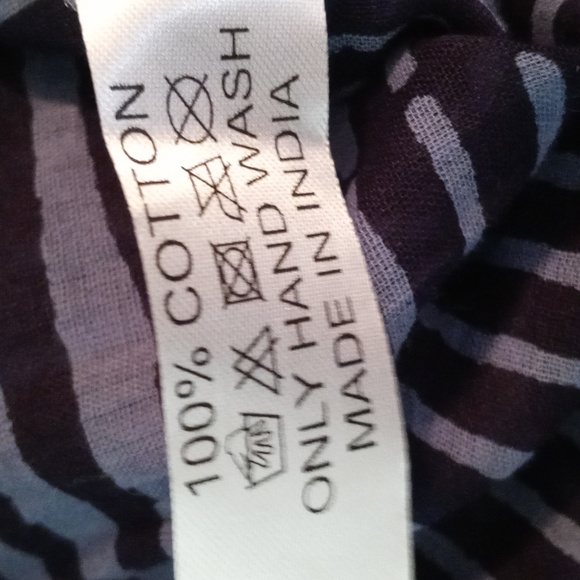 100% COTTON
ONLY HAND WASH
MADE IN INDIA